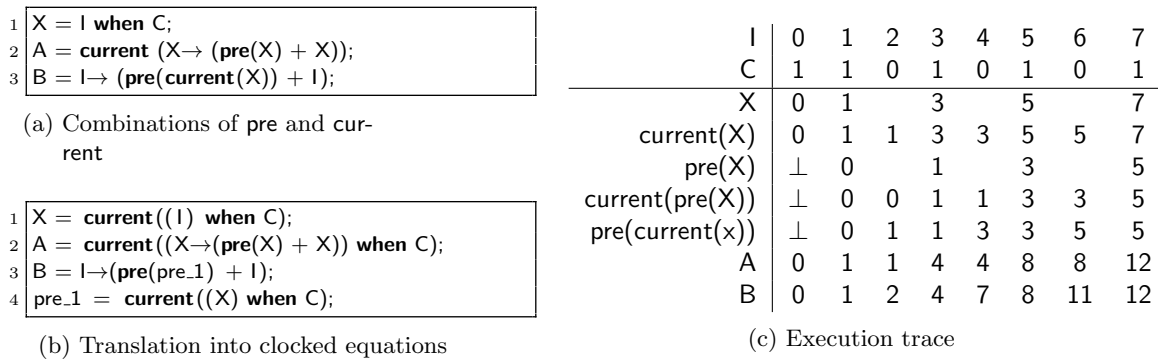 1 X = I when C;
2 A = current (X→ (pre(X) + X));
3 B = I→ (pre(current(X)) + I);
(a) Combinations of pre and cur-
rent
1 X = current((I) when C);
2 A = current((X→(pre(X) + X)) when C);
3 B = I→(pre(pre_1) + I);
4 pre_1 = current((X) when C);
(b) Translation into clocked equations
I 0 1 2 3 4 5 6 7
C 1 1 0 1 0 1 0 1
X 0 1 3 5 7
current(X) 0 1 1 3 3 5 5 7
pre(X) ⊥ 0 1 3 5
current(pre(X)) ⊥ 0 0 1 1 3 3 5
pre(current(x)) ⊥ 0 1 1 3 3 5 5
A 0 1 1 4 4 8 8 12
B 0 1 2 4 7 8 11 12
(c) Execution trace